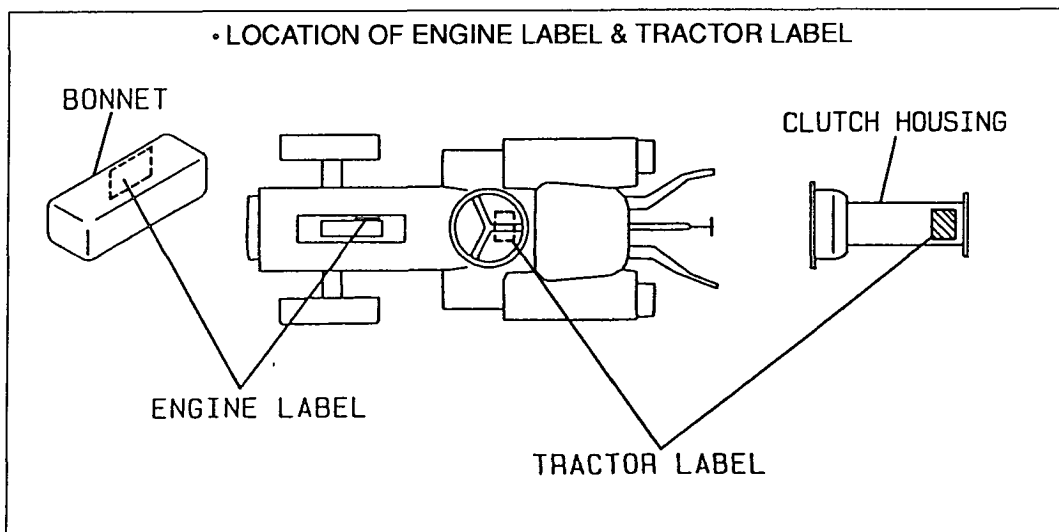 • LOCATION OF ENGINE LABEL & TRACTOR LABEL
BONNET
CLUTCH HOUSING
ENGINE LABEL
TRACTOR LABEL